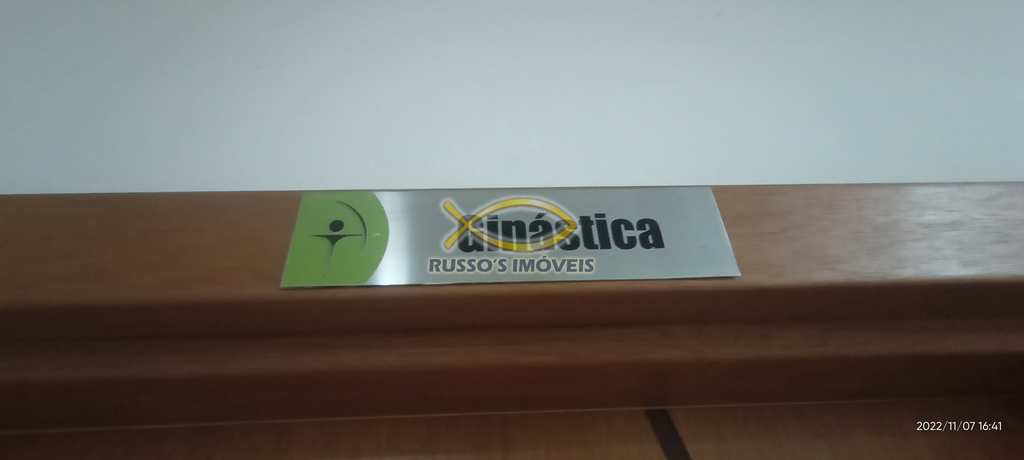 Ginástica
RUSSO'S IMÓVEIS
2022/11/07 16:41